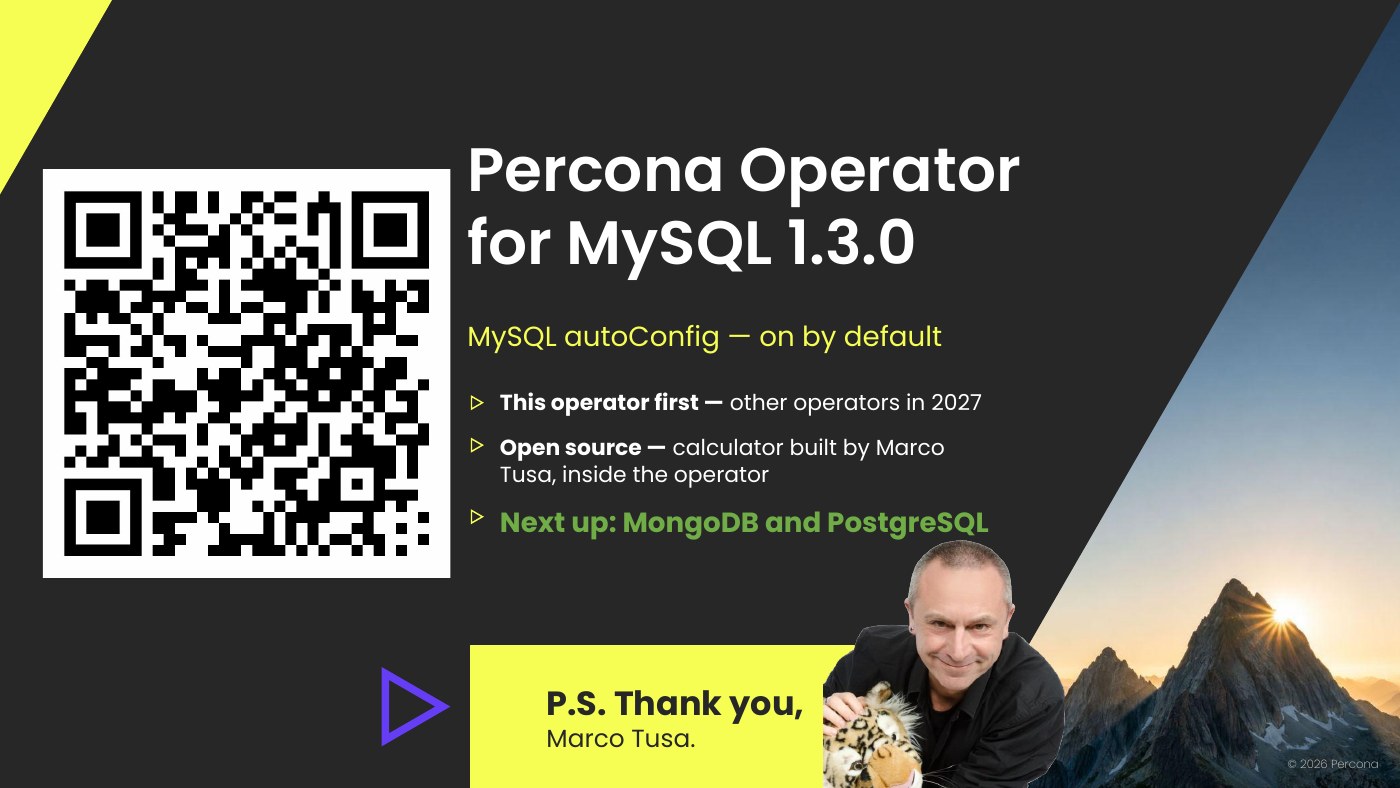 Percona Operator
for MySQL 1.3.0
MySQL autoConfig — on by default
This operator first — other operators in 2027
Open source — calculator built by Marco
Tusa, inside the operator
Next up: MongoDB and PostgreSQL
P.S. Thank you,
Marco Tusa.
© 2026 Percona